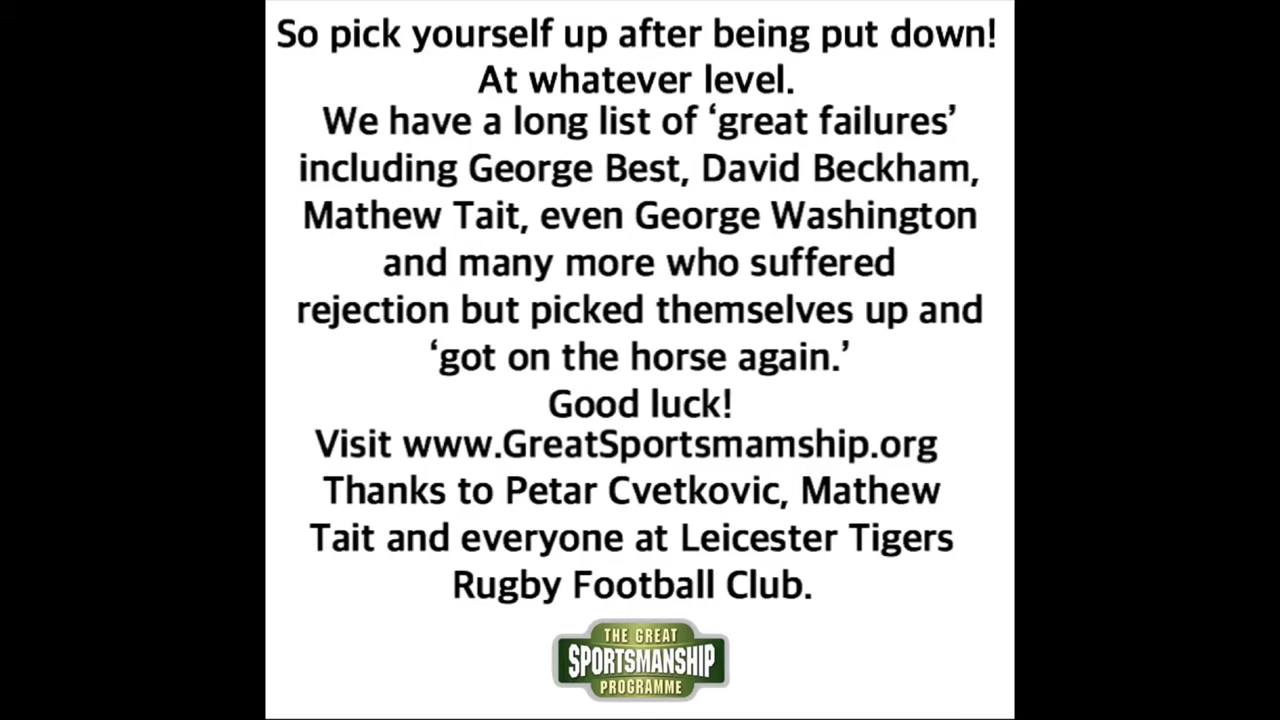 So pick yourself up after being put down!
At whatever level.
We have a long list of ‘great failures’
including George Best, David Beckham,
Mathew Tait, even George Washington
and many more who suffered
rejection but picked themselves up and
‘got on the horse again.’
Good luck!
Visit www.GreatSportsmamship.org
Thanks to Petar Cvetkovic, Mathew
Tait and everyone at Leicester Tigers
Rugby Football Club.
THE GREAT
SPORTSMANSHIP
PROGRAMME